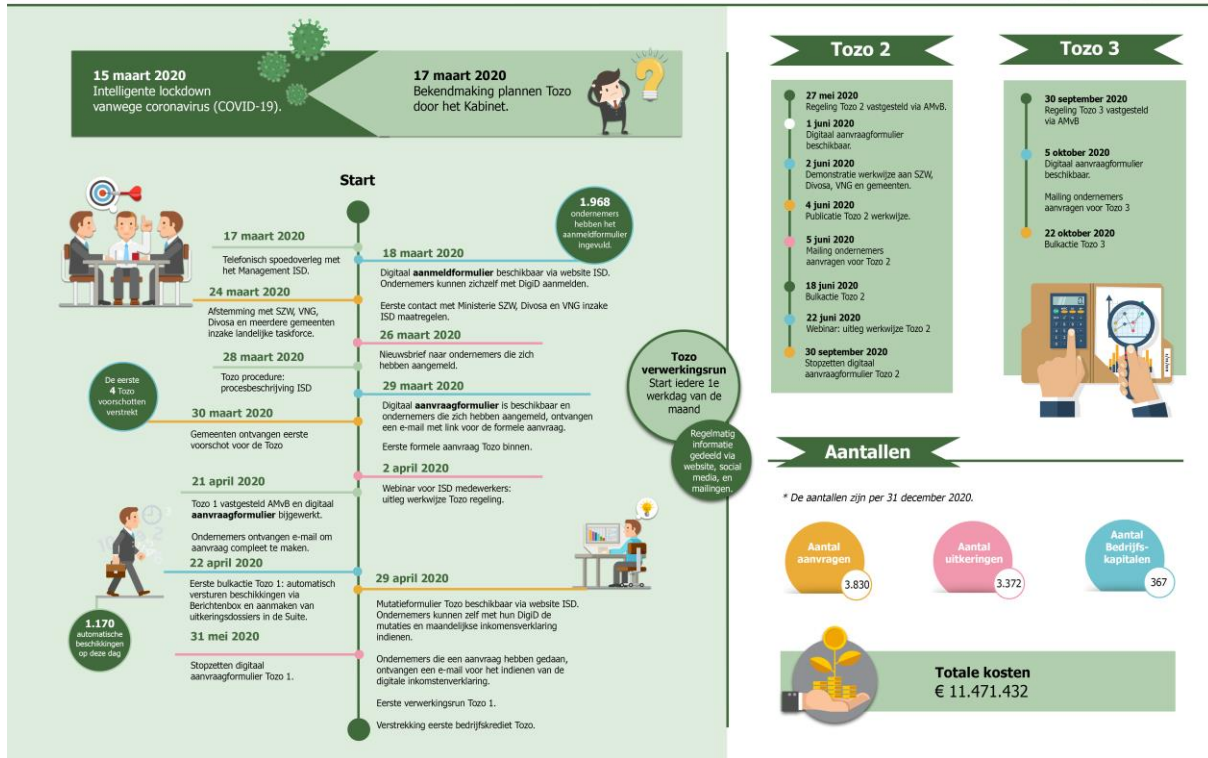 15 maart 2020
Intelligente lockdown
vanwege coronavirus (COVID-19).
17 maart 2020
Bekendmaking plannen Tozo
door het Kabinet.
Start
17 maart 2020
Telefonisch spoedoverleg met
het Management ISD.
1.968
ondernemers
hebben het
aanmeldformulier
ingevuld.
18 maart 2020
Digitaal aanmeldformulier beschikbaar via website ISD.
Ondernemers kunnen zichzelf met DigiD aanmelden.
Eerste contact met Ministerie SZW, Divosa en VNG inzake
ISD maatregelen.
24 maart 2020
Afstemming met SZW, VNG,
Divosa en meerdere gemeenten
inzake landelijke taskforce.
26 maart 2020
Nieuwsbrief naar ondernemers die zich
hebben aangemeld.
28 maart 2020
Tozo procedure:
procesbeschrijving ISD
De eerste
4 Tozo
voorschotten
verstrekt
29 maart 2020
Digitaal aanvraagformulier is beschikbaar en
ondernemers die zich hebben aangemeld, ontvangen
een e-mail met link voor de formele aanvraag.
Eerste formele aanvraag Tozo binnen.
30 maart 2020
Gemeenten ontvangen eerste
voorschot voor de Tozo
2 april 2020
Webinar voor ISD medewerkers:
uitleg werkwijze Tozo regeling.
21 april 2020
Tozo 1 vastgesteld AMvB en digitaal
aanvraagformulier bijgewerkt.
Ondernemers ontvangen e-mail om
aanvraag compleet te maken.
22 april 2020
Eerste bulkactie Tozo 1: automatisch
versturen beschikkingen via
Berichtenbox en aanmaken van
uitkeringsdossiers in de Suite.
1.170
automatische
beschikkingen
op deze dag
29 april 2020
Mutatieformulier Tozo beschikbaar via website ISD.
Ondernemers kunnen zelf met hun DigiD de
mutaties en maandelijkse inkomensverklaring
indienen.
Ondernemers die een aanvraag hebben gedaan,
ontvangen een e-mail voor het indienen van de
digitale inkomstenverklaring.
Eerste verwerkingsrun Tozo 1.
Verstrekking eerste bedrijfskrediet Tozo.
31 mei 2020
Stopzetten digitaal
aanvraagformulier Tozo 1.
Tozo
verwerkingsrun
Start iedere 1e
werkdag van de
maand
Regelmatig
informatie
gedeeld via
website, social
media, en
mailingen.
Tozo 2
27 mei 2020
Regeling Tozo 2 vastgesteld via AMvB.
1 juni 2020
Digitaal aanvraagformulier
beschikbaar.
2 juni 2020
Demonstratie werkwijze aan SZW,
Divosa, VNG en gemeenten.
4 juni 2020
Publicatie Tozo 2 werkwijze.
5 juni 2020
Mailing ondernemers
aanvragen voor Tozo 2
18 juni 2020
Bulkactie Tozo 2
22 juni 2020
Webinar: uitleg werkwijze Tozo 2
30 september 2020
Stopzetten digitaal
aanvraagformulier Tozo 2
Tozo 3
30 september 2020
Regeling Tozo 3 vastgesteld
via AMvB
5 oktober 2020
Digitaal aanvraagformulier
beschikbaar.
Mailing ondernemers
aanvragen voor Tozo 3
22 oktober 2020
Bulkactie Tozo 3
Aantallen
* De aantallen zijn per 31 december 2020.
Aantal
aanvragen
3.830
Aantal
uitkeringen
3.372
Aantal
Bedrijfs-
kapitalen
367
Totale kosten
€ 11.471.432